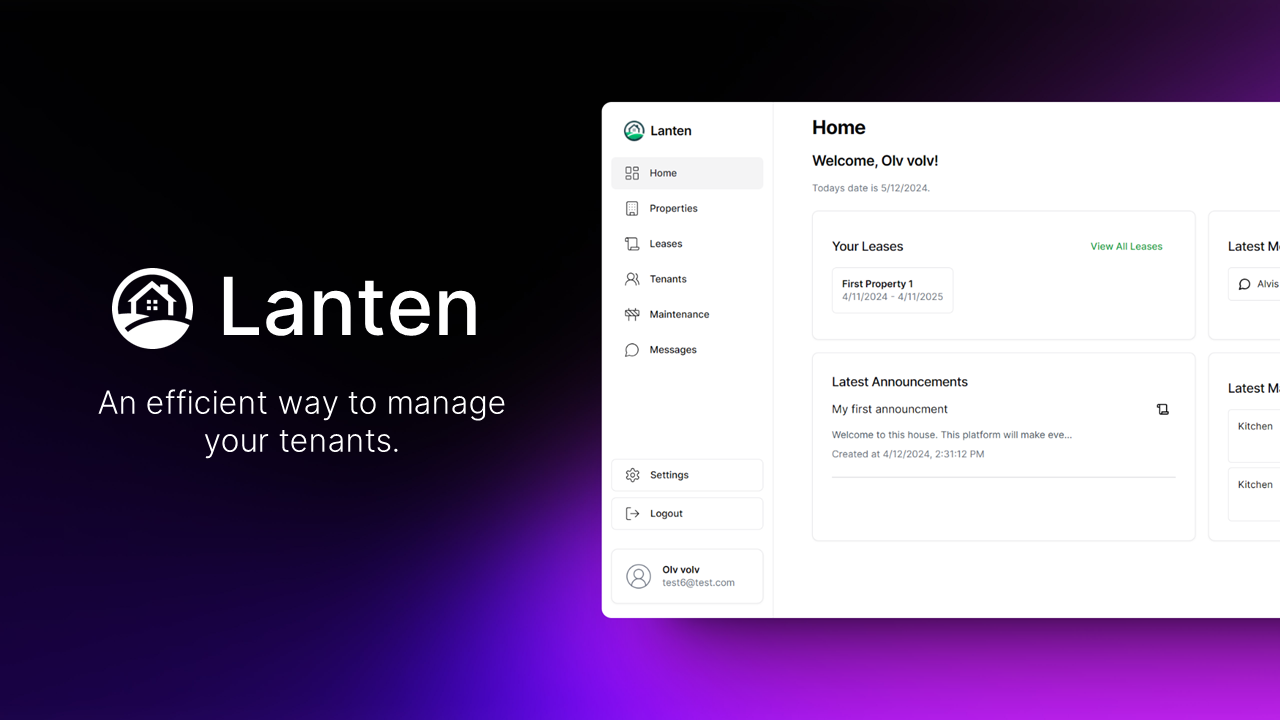 Lanten
An efficient way to manage
your tenants.
Lanten
Home
Properties
Leases
Tenants
Maintenance
Messages
Settings
Logout
Olv volv
test6@test.com
Home
Welcome, Olv volv!
Todays date is 5/12/2024.
Your Leases
View All Leases
First Property 1
4/11/2024 - 4/11/2025
Latest Announcements
My first announcment
Welcome to this house. This platform will make eve...
Created at 4/12/2024, 2:31:12 PM
Latest
Alvis
Latest
Kitchen
Kitchen